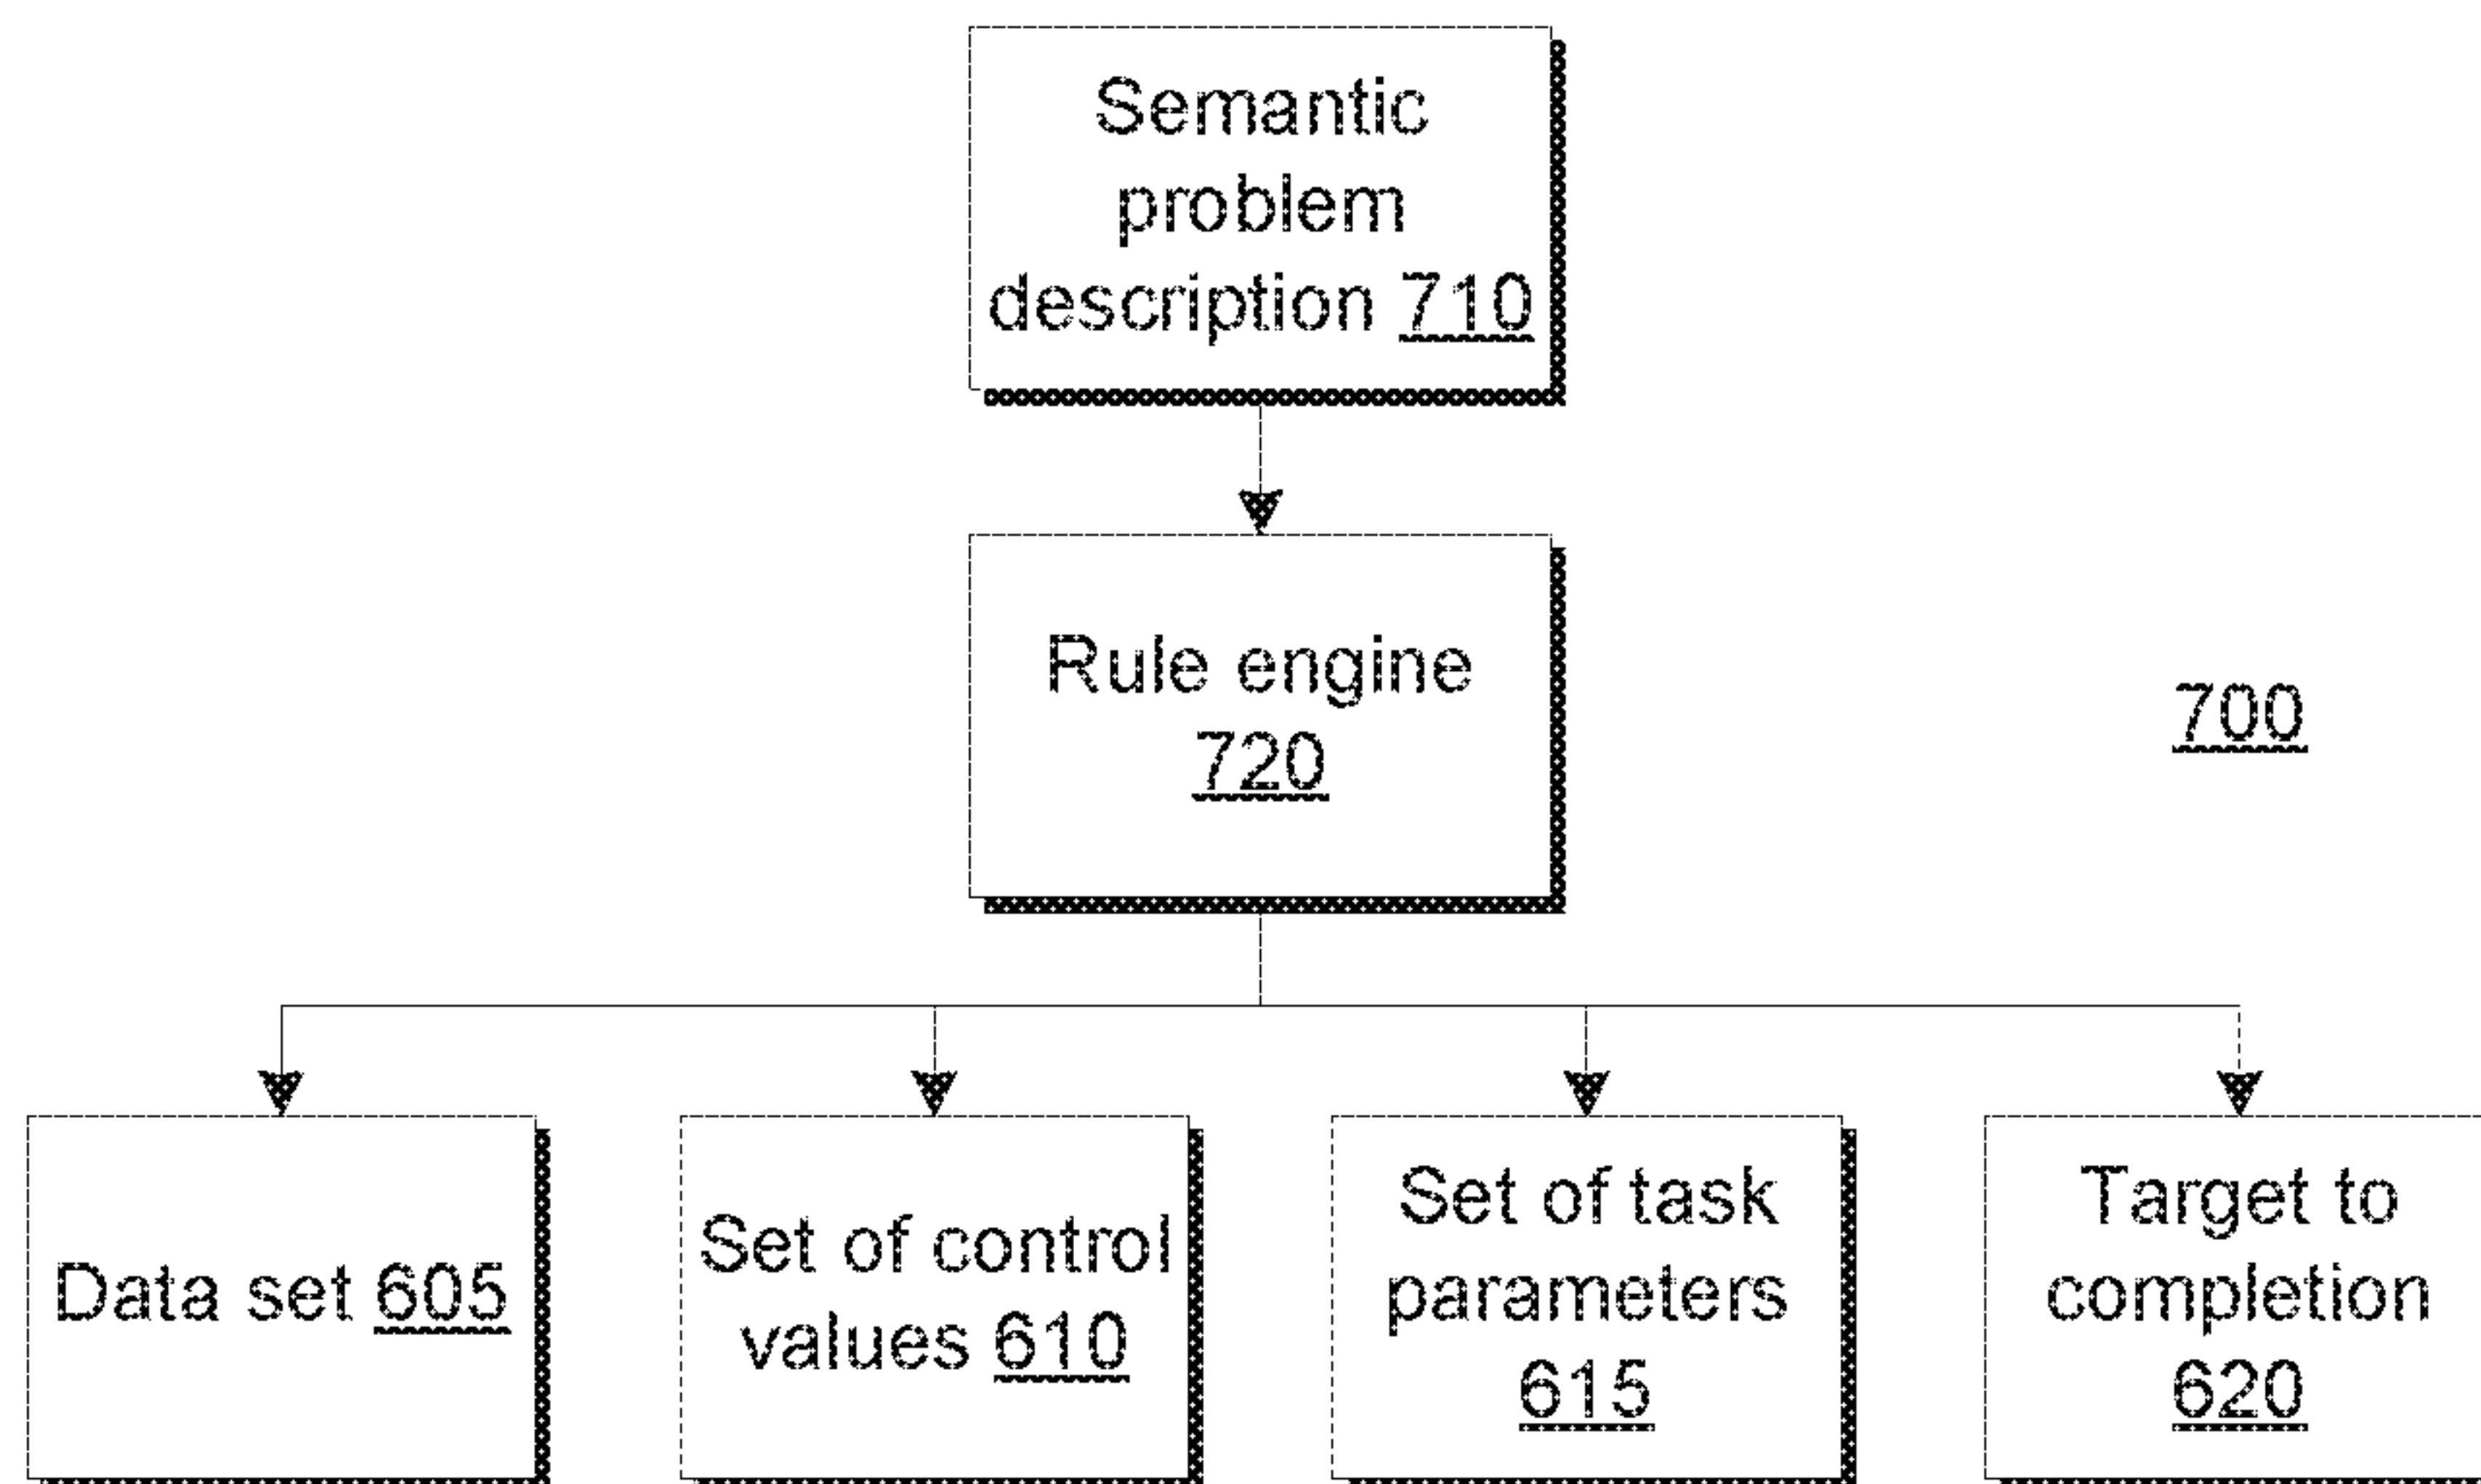 Semantic
problem
description 710
Rule engine
720
700
Data set 605
Set of control
values 610
Set of task
parameters
615
Target to
completion
620